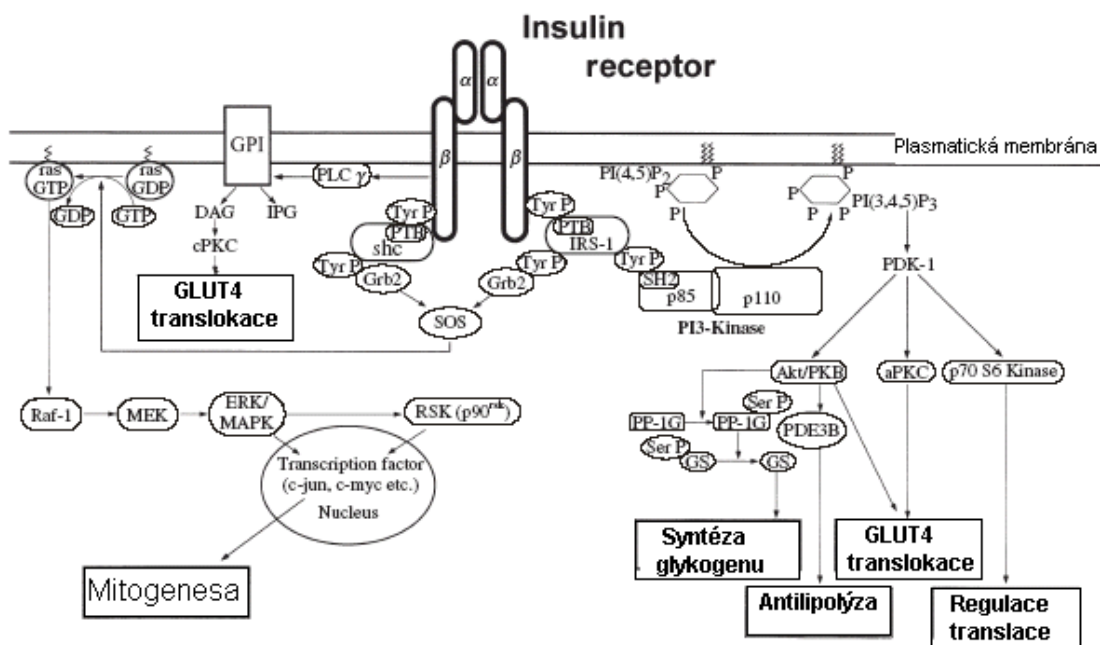 Insulin
receptor
α α
β β
GPI
Plasmatická membrána
ras
GTP
ras
GDP
GDP
GTP
PLC γ
DAG
IPG
cPKC
GLUT4
translokace
Tyr P
PTB
shc
Tyr P
Grb2
SOS
Tyr P
PTB
IRS-1
Tyr P
Grb2
Tyr P
SH2
p85
p110
PI3-Kinase
PI(4,5)P2
P
P
P
P
P
P
P
PI(3,4,5)P3
PDK-1
Akt/PKB
aPKC
p70 S6 Kinase
Raf-1
MEK
ERK/
MAPK
RSK (p90rsk)
Transcription factor
(c-jun, c-myc etc.)
Nucleus
Mitogenesa
Ser P
PP-1G
PP-1G
PDE3B
Ser P
GS
GS
Syntéza
glykogenu
GLUT4
translokace
Antilipolýza
Regulace
translace